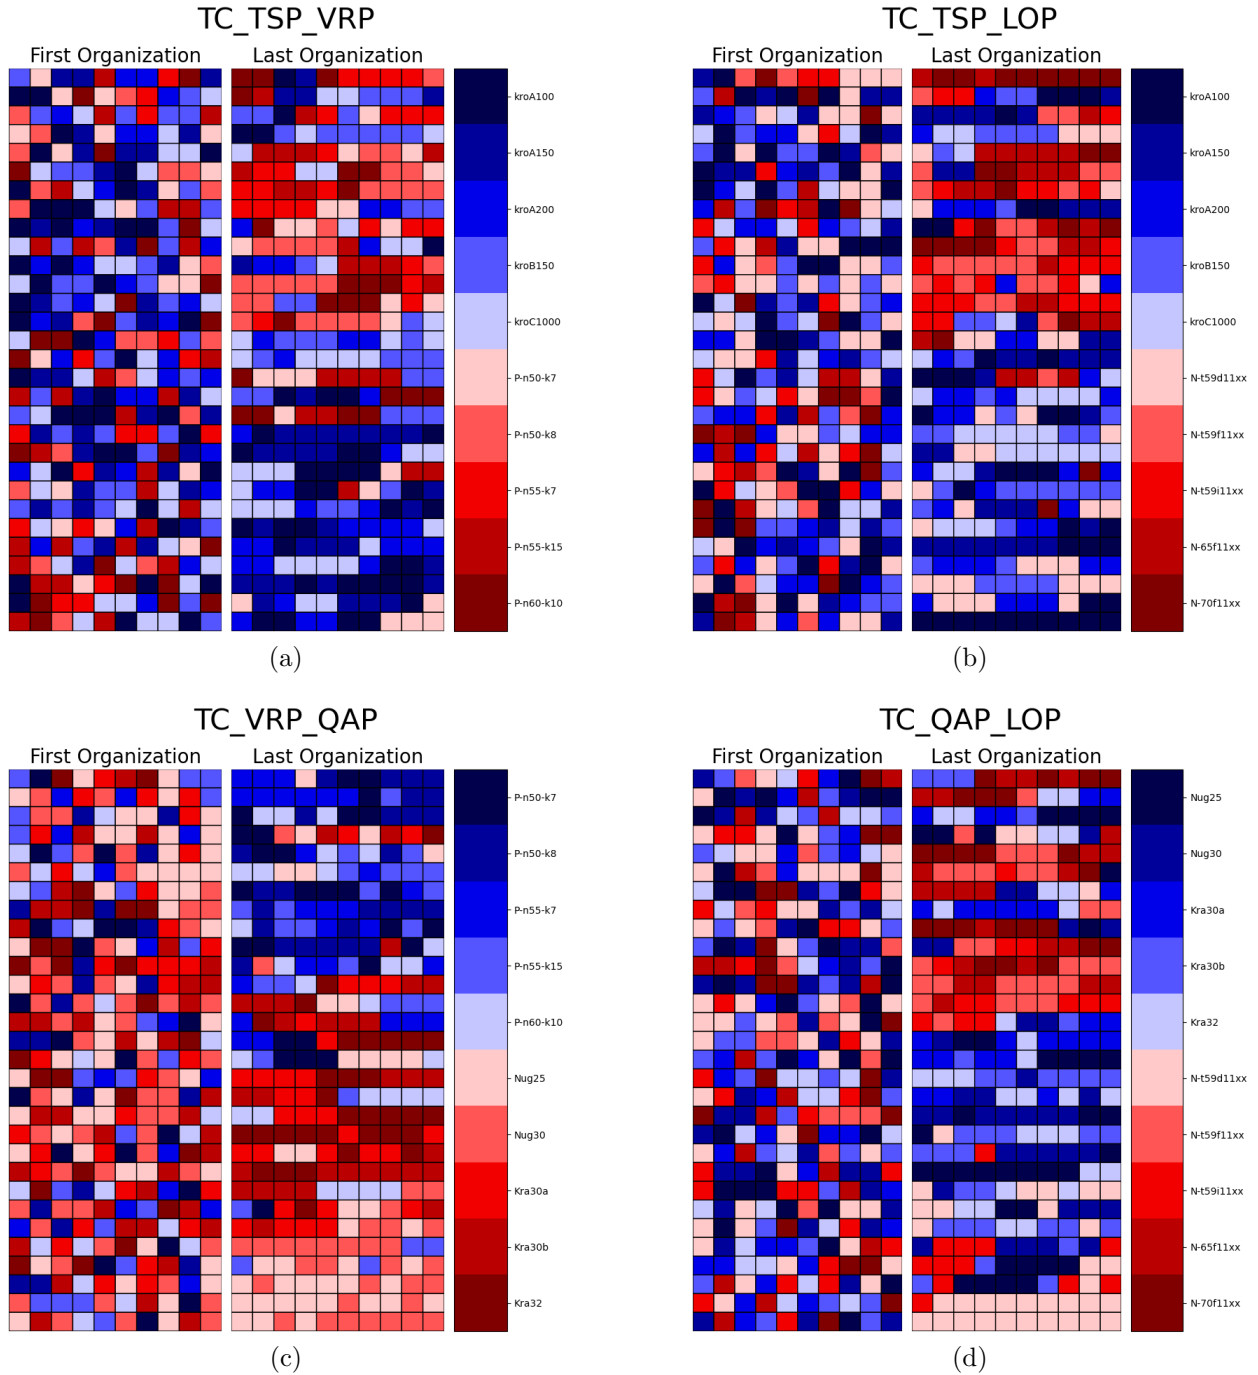 TC_TSP_VRP
First Organization Last Organization
kroA100
kroA150
kroA200
kroB150
kroC1000
P-n50-k7
P-n50-k8
P-n55-k7
P-n55-k15
P-n60-k10
(a)
TC_TSP_LOP
First Organization Last Organization
kroA100
kroA150
kroA200
kroB150
kroC1000
N-t59d11xx
N-t59f11xx
N-t59i11xx
N-65f11xx
N-70f11xx
(b)
TC_VRP_QAP
First Organization Last Organization
P-n50-k7
P-n50-k8
P-n55-k7
P-n55-k15
P-n60-k10
Nug25
Nug30
Kra30a
Kra30b
Kra32
(c)
TC_QAP_LOP
First Organization Last Organization
Nug25
Nug30
Kra30a
Kra30b
Kra32
N-t59d11xx
N-t59f11xx
N-t59i11xx
N-65f11xx
N-70f11xx
(d)